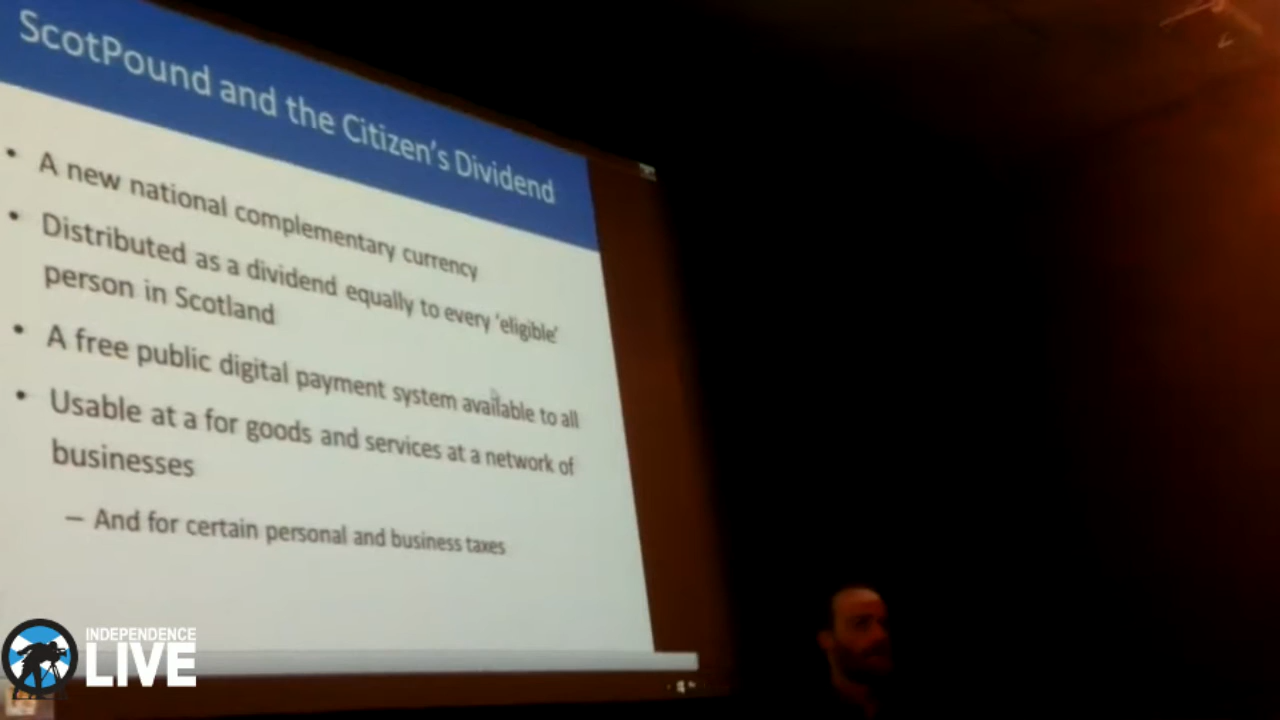 ScotPound and the Citizen's Dividend
• A new national complementary currency
• Distributed as a dividend equally to every 'eligible'
person in Scotland
• A free public digital payment system available to all
• Usable at a for goods and services at a network of
businesses
– And for certain personal and business taxes
INDEPENDENCE
LIVE